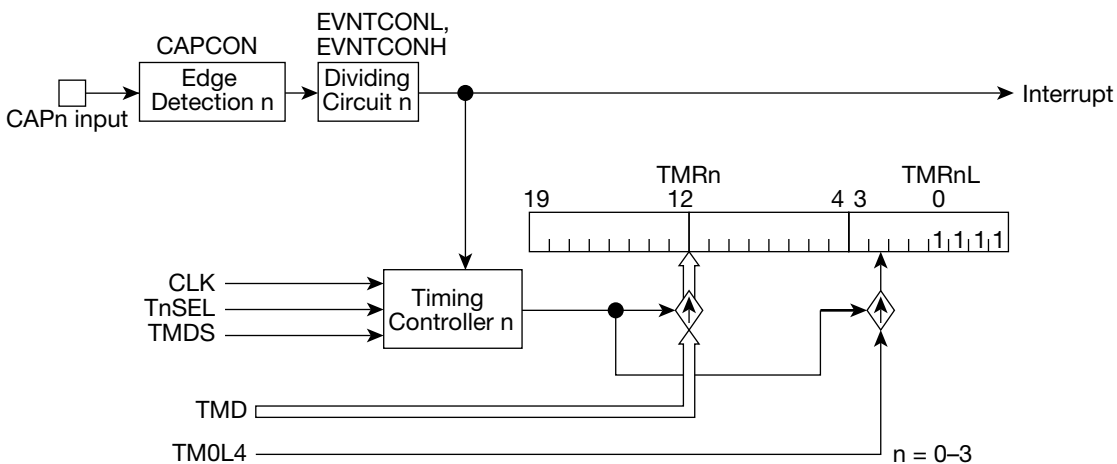 EVNTCONL,
EVNTCONH
CAPCON
Edge
Detection n
Dividing
Circuit n
CAPn input
Interrupt
TMRn
TMRnL
19
12
4 3
0
1 1 1 1
CLK
TnSEL
TMDS
Timing
Controller n
TMD
TM0L4
n = 0–3